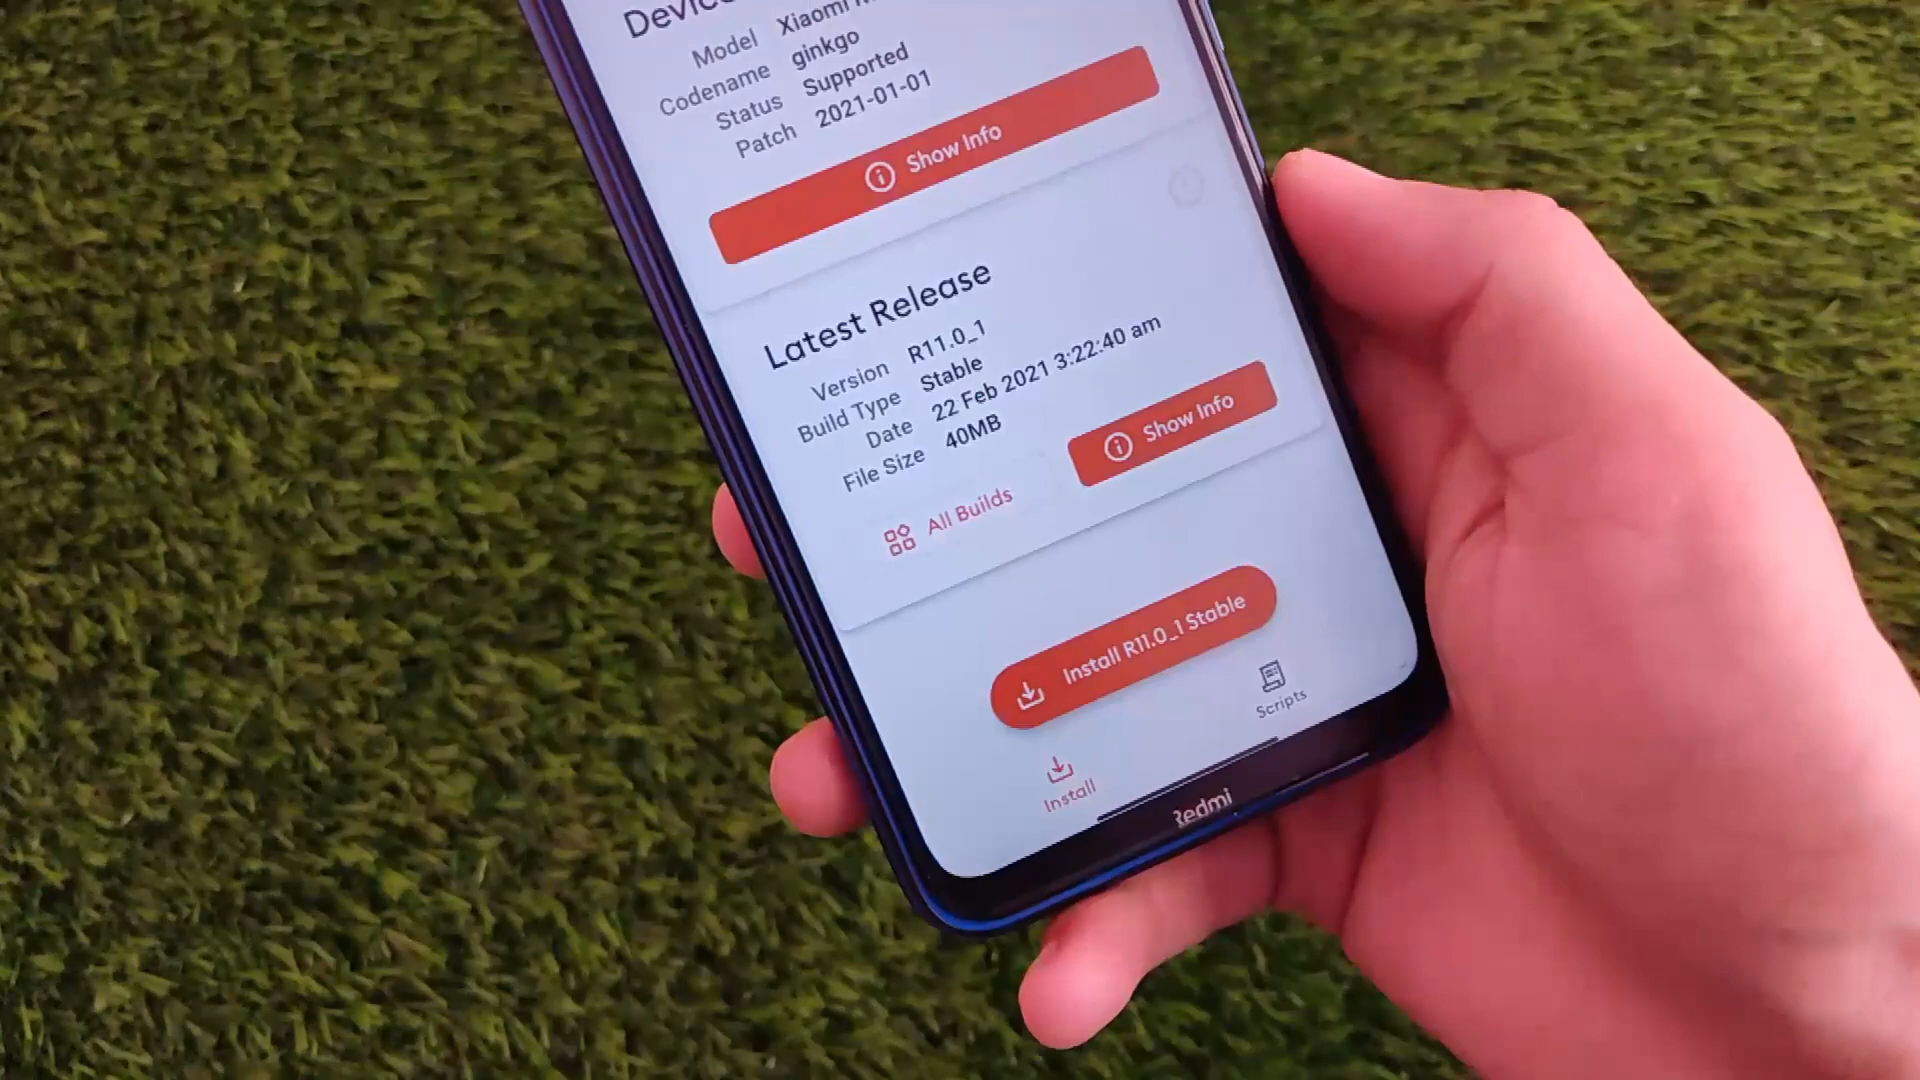 Device
Model Xiaomi
Codename ginkgo
Status Supported
Patch 2021-01-01
Show Info
Latest Release
Version R11.0_1
Build Type Stable
Date 22 Feb 2021 3:22:40 am
File Size 40MB
All Builds
Show Info
Install R11.0_1 Stable
Install
Scripts
Redmi